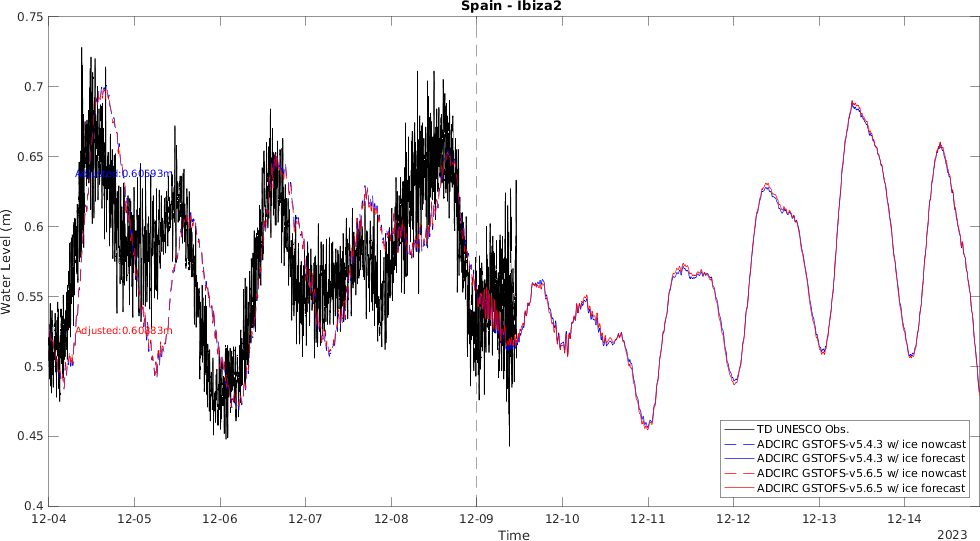 Spain - Ibiza2
0.75
0.7
0.65
0.6
0.55
0.5
0.45
0.4
Water Level (m)
Adjusted:0.60593m
Adjusted:0.60883m
TD UNESCO Obs.
ADCIRC GSTOFS-v5.4.3 w/ ice nowcast
ADCIRC GSTOFS-v5.4.3 w/ ice forecast
ADCIRC GSTOFS-v5.6.5 w/ ice nowcast
ADCIRC GSTOFS-v5.6.5 w/ ice forecast
12-04 12-05 12-06 12-07 12-08 12-09 12-10 12-11 12-12 12-13 12-14
Time
2023